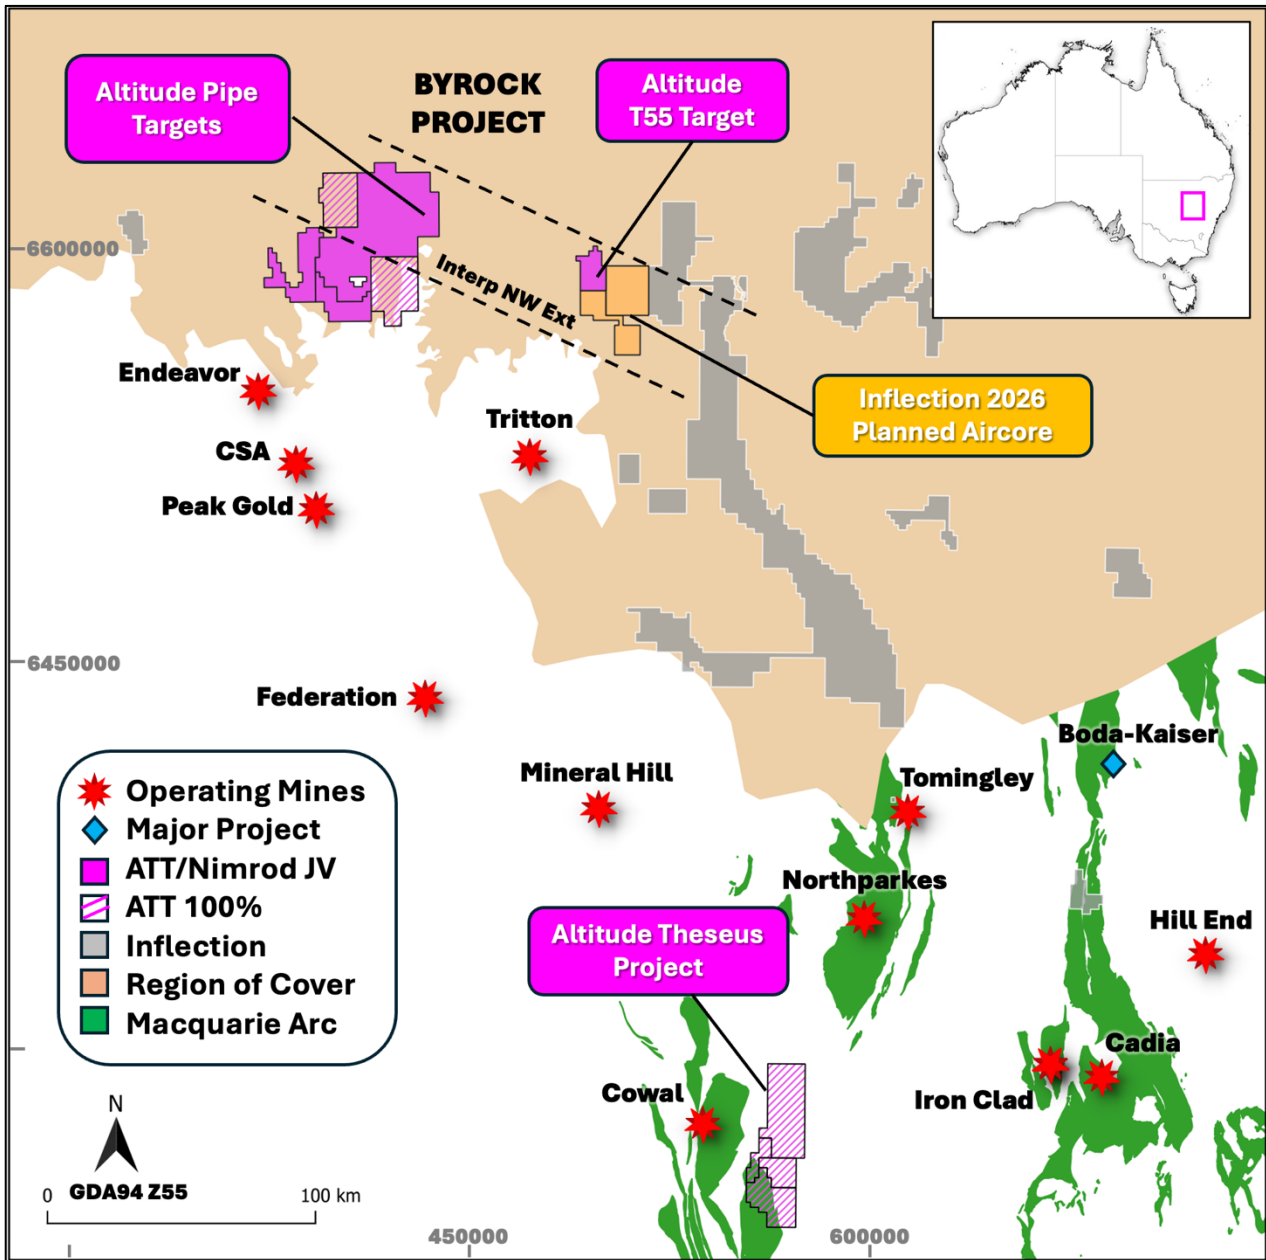 Altitude Pipe
Targets
BYROCK
PROJECT
Altitude
T55 Target
6600000
Interp NW Ext
Endeavor
Inflection 2026
Planned Aircore
Tritton
CSA
Peak Gold
6450000
Federation
Boda-Kaiser
Mineral Hill
Tomingley
Operating Mines
Major Project
ATT/Nimrod JV
ATT 100%
Inflection
Region of Cover
Macquarie Arc
Northparkes
Hill End
Altitude Theseus
Project
Cadia
Cowal
Iron Clad
N
GDA94 Z55
0
100 km
450000
600000